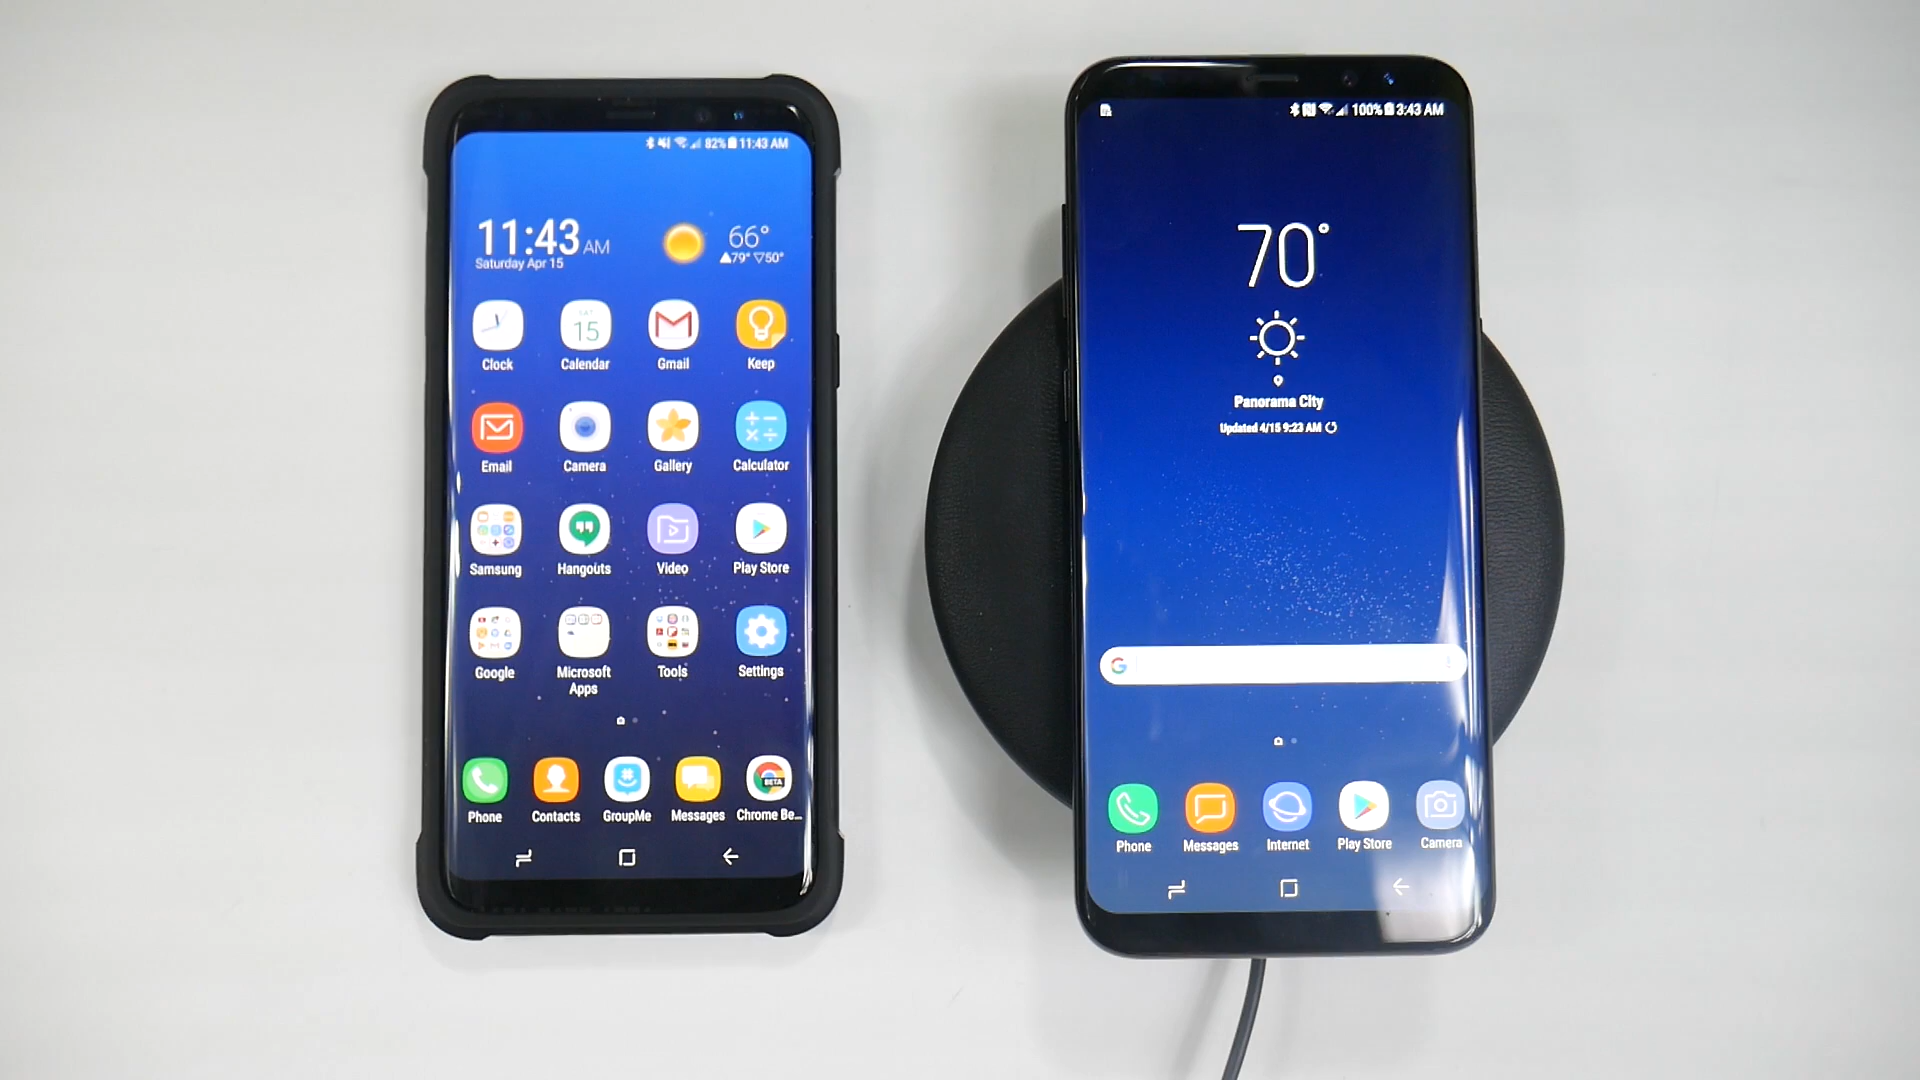 82% 11:43 AM
11:43 AM
Saturday Apr 15
66°
79° 50°
SAT
15
Clock Calendar Gmail Keep
Email Camera Gallery Calculator
Samsung Hangouts Video Play Store
Google Microsoft Apps Tools Settings
BETA
Phone Contacts GroupMe Messages Chrome Be...
100% 3:43 AM
70°
Panorama City
Updated 4/15 9:23 AM
G
Phone Messages Internet Play Store Camera